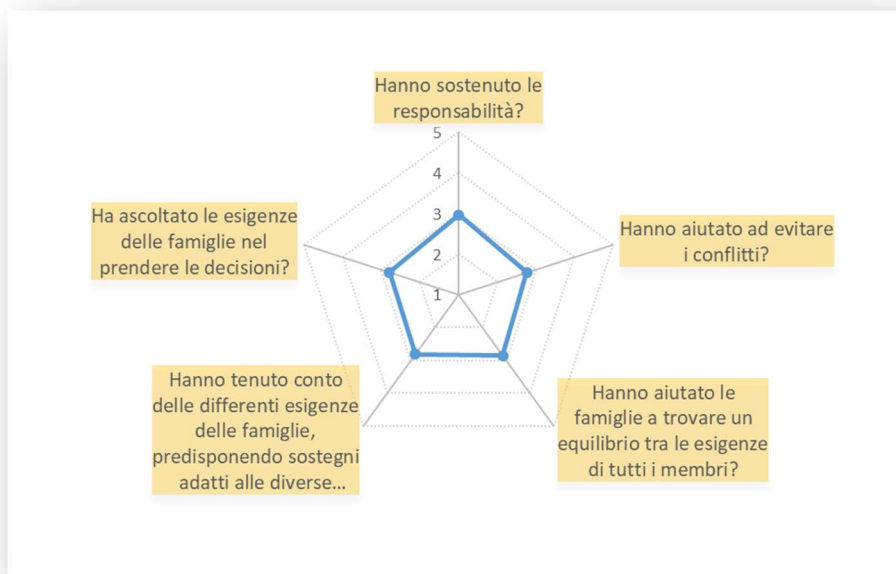 Hanno sostenuto le
responsabilità?
5
4
3
2
1
Ha ascoltato le esigenze
delle famiglie nel
prendere le decisioni?
Hanno aiutato ad evitare
i conflitti?
Hanno tenuto conto
delle differenti esigenze
delle famiglie,
predisponendo sostegni
adatti alle diverse...
Hanno aiutato le
famiglie a trovare un
equilibrio tra le esigenze
di tutti i membri?